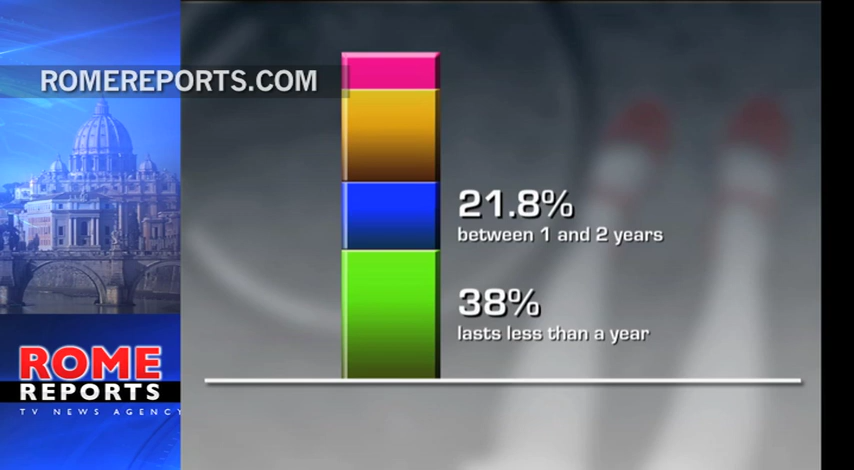 ROMEREPORTS.COM
21.8%
between 1 and 2 years
38%
lasts less than a year
ROME
REPORTS
TV NEWS AGENCY